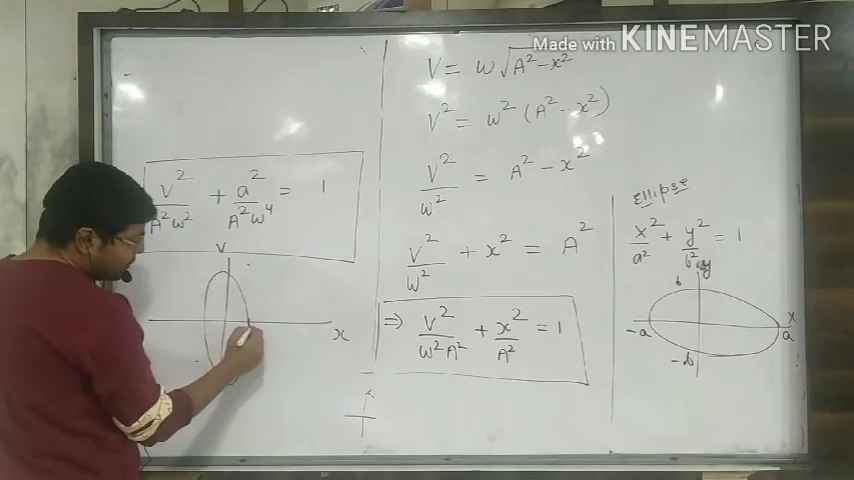 Made with KINEMASTER
V²/A²ω² + a²/A²ω⁴ = 1
V
x
V = ω√A² - x²
V² = ω² (A² - x²)
V²/ω² = A² - x²
V²/ω² + x² = A²
⇒ V²/ω²A² + x²/A² = 1
Ellipse
x²/a² + y²/b² = 1
y
b
x
-a
a
-b